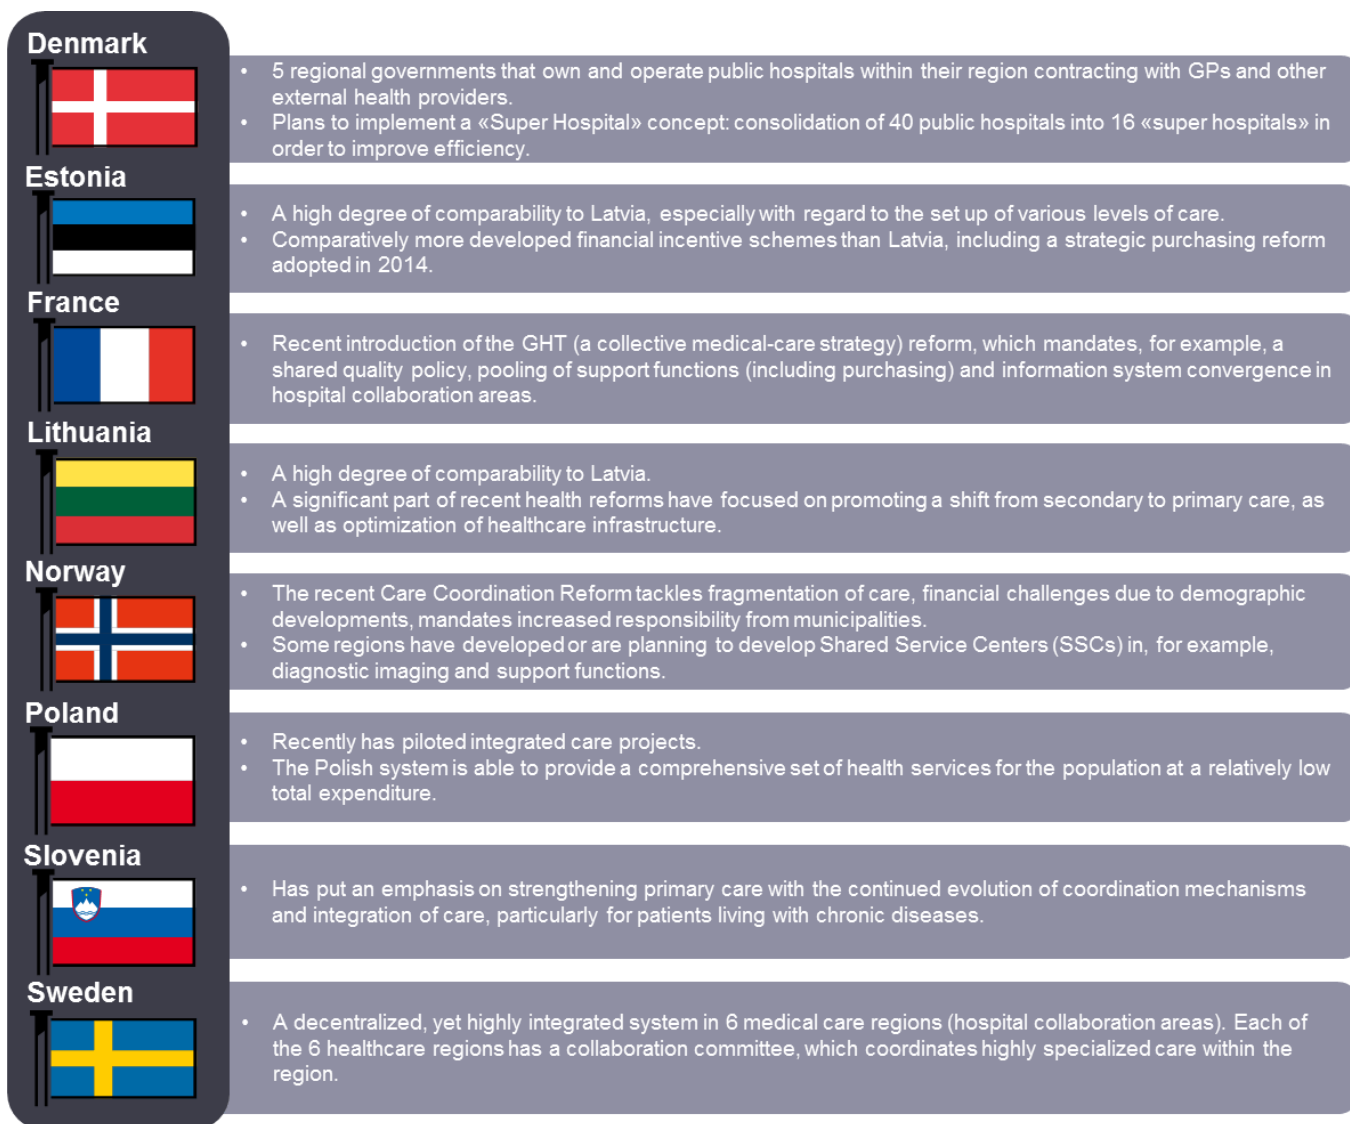 Denmark
• 5 regional governments that own and operate public hospitals within their region contracting with GPs and other
external health providers.
• Plans to implement a «Super Hospital» concept: consolidation of 40 public hospitals into 16 «super hospitals» in
order to improve efficiency.
Estonia
• A high degree of comparability to Latvia, especially with regard to the set up of various levels of care.
• Comparatively more developed financial incentive schemes than Latvia, including a strategic purchasing reform
adopted in 2014.
France
• Recent introduction of the GHT (a collective medical-care strategy) reform, which mandates, for example, a
shared quality policy, pooling of support functions (including purchasing) and information system convergence in
hospital collaboration areas.
Lithuania
• A high degree of comparability to Latvia.
• A significant part of recent health reforms have focused on promoting a shift from secondary to primary care, as
well as optimization of healthcare infrastructure.
Norway
• The recent Care Coordination Reform tackles fragmentation of care, financial challenges due to demographic
developments, mandates increased responsibility from municipalities.
• Some regions have developed or are planning to develop Shared Service Centers (SSCs) in, for example,
diagnostic imaging and support functions.
Poland
• Recently has piloted integrated care projects.
• The Polish system is able to provide a comprehensive set of health services for the population at a relatively low
total expenditure.
Slovenia
• Has put an emphasis on strengthening primary care with the continued evolution of coordination mechanisms
and integration of care, particularly for patients living with chronic diseases.
Sweden
• A decentralized, yet highly integrated system in 6 medical care regions (hospital collaboration areas). Each of
the 6 healthcare regions has a collaboration committee, which coordinates highly specialized care within the
region.